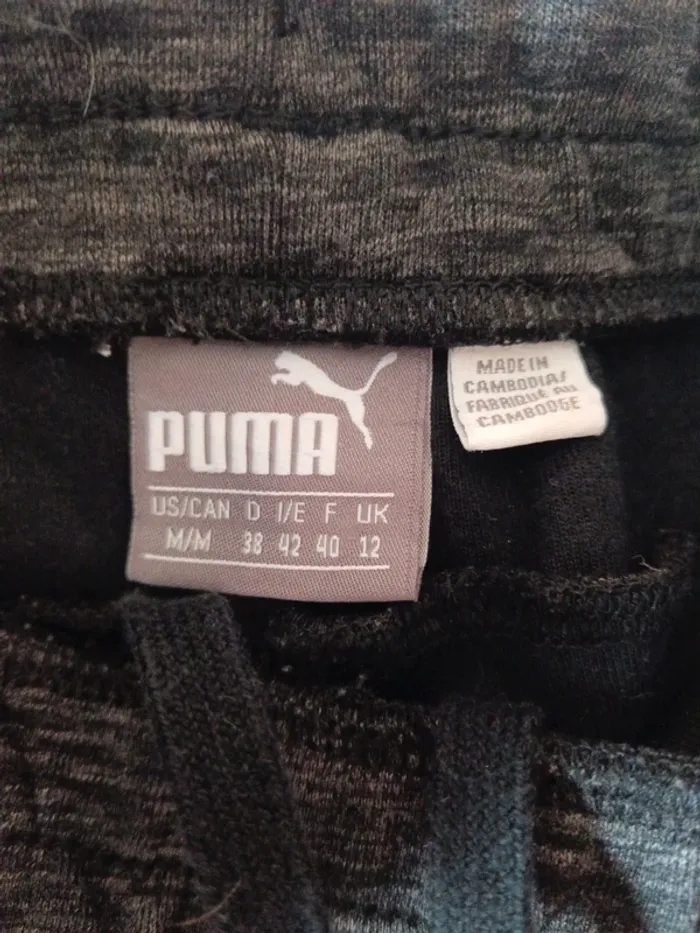 PUMA
US/CAN D I/E F UK
M/M 38 42 40 12
MADE IN
CAMBODIA/
FABRIQUE AU
CAMBODGE